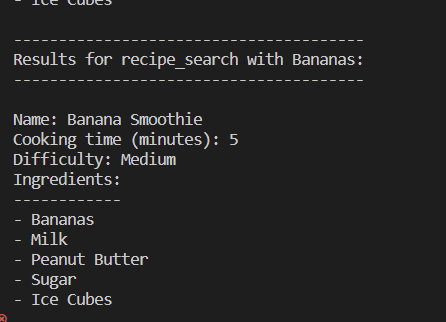 - Ice Cubes
---------------------------------------
Results for recipe_search with Bananas:
---------------------------------------
Name: Banana Smoothie
Cooking time (minutes): 5
Difficulty: Medium
Ingredients:
------------
- Bananas
- Milk
- Peanut Butter
- Sugar
- Ice Cubes